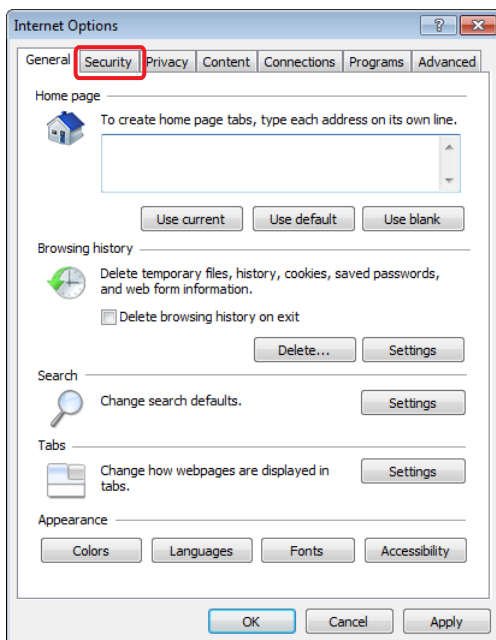 Internet Options
General Security Privacy Content Connections Programs Advanced
Home page
To create home page tabs, type each address on its own line.
Use current Use default Use blank
Browsing history
Delete temporary files, history, cookies, saved passwords,
and web form information.
Delete browsing history on exit
Delete... Settings
Search
Change search defaults. Settings
Tabs
Change how webpages are displayed in Settings
tabs.
Appearance
Colors Languages Fonts Accessibility
OK Cancel Apply